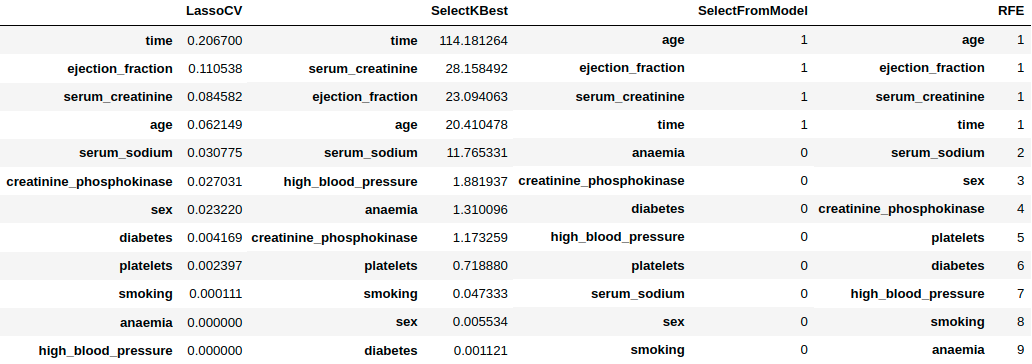 LassoCV SelectKBest SelectFromModel RFE
time 0.206700 time 114.181264 age 1 age 1
ejection_fraction 0.110538 serum_creatinine 28.158492 ejection_fraction 1 ejection_fraction 1
serum_creatinine 0.084582 ejection_fraction 23.094063 serum_creatinine 1 serum_creatinine 1
age 0.062149 age 20.410478 time 1 time 1
serum_sodium 0.030775 serum_sodium 11.765331 anaemia 0 serum_sodium 2
creatinine_phosphokinase 0.027031 high_blood_pressure 1.881937 creatinine_phosphokinase 0 sex 3
sex 0.023220 anaemia 1.310096 diabetes 0 creatinine_phosphokinase 4
diabetes 0.004169 creatinine_phosphokinase 1.173259 high_blood_pressure 0 platelets 5
platelets 0.002397 platelets 0.718880 platelets 0 diabetes 6
smoking 0.000111 smoking 0.047333 serum_sodium 0 high_blood_pressure 7
anaemia 0.000000 sex 0.005534 sex 0 smoking 8
high_blood_pressure 0.000000 diabetes 0.001121 smoking 0 anaemia 9